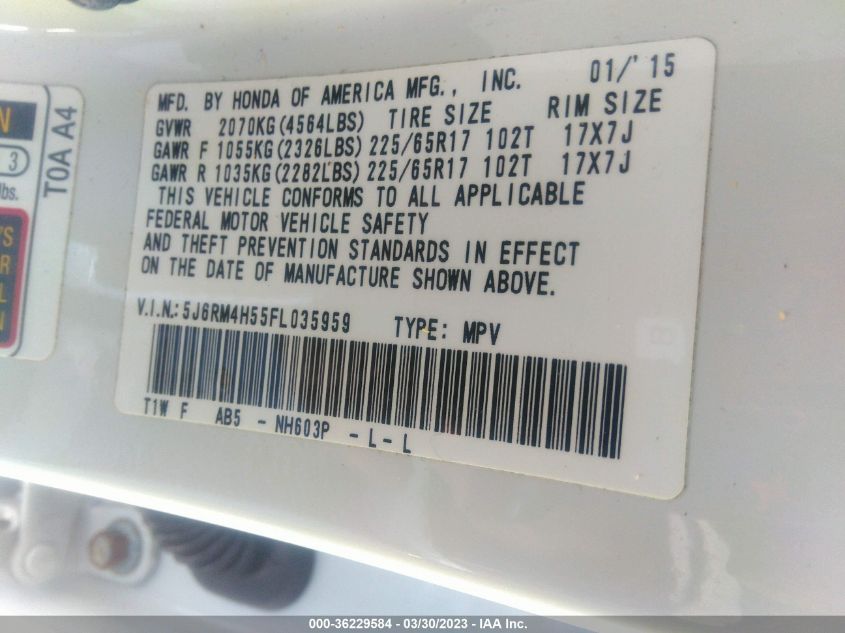 MFD. BY HONDA OF AMERICA MFG., INC. 01/'15
GVWR 2070KG(4564LBS) TIRE SIZE RIM SIZE
GAWR F 1055KG(2326LBS) 225/65R17 102T 17X7J
GAWR R 1035KG(2282LBS) 225/65R17 102T 17X7J
THIS VEHICLE CONFORMS TO ALL APPLICABLE
FEDERAL MOTOR VEHICLE SAFETY
AND THEFT PREVENTION STANDARDS IN EFFECT
ON THE DATE OF MANUFACTURE SHOWN ABOVE.
V.I.N.:5J6RM4H55FL035959 TYPE: MPV
T1W F AB5 - NH603P - L - L
N
3
lbs.
T0A A4
'S
R
L
N
000-36229584 / 03/30/2023 - IAA Inc.